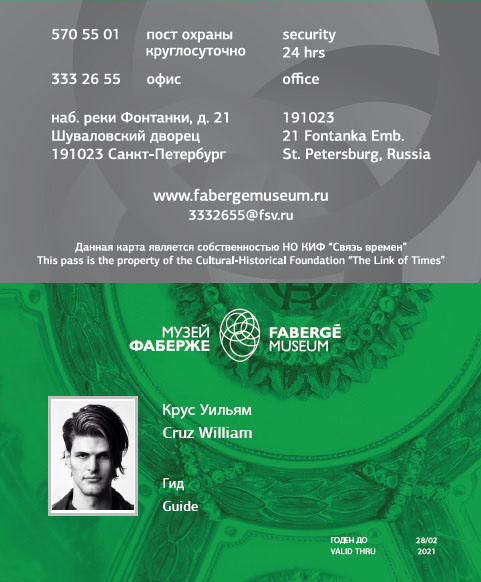 570 55 01 пост охраны security
круглосуточно 24 hrs
333 26 55 офис office
наб. реки Фонтанки, д. 21 191023
Шуваловский дворец 21 Fontanka Emb.
191023 Санкт-Петербург St. Petersburg, Russia
www.fabergemuseum.ru
3332655@fsv.ru
Данная карта является собственностью НО КИФ “Связь времен”
This pass is the property of the Cultural-Historical Foundation “The Link of Times”
МУЗЕЙ FABERGĒ
ФАБЕРЖЕ MUSEUM
Крус Уильям
Cruz William
Гид
Guide
ГОДЕН ДО 28/02
VALID THRU 2021